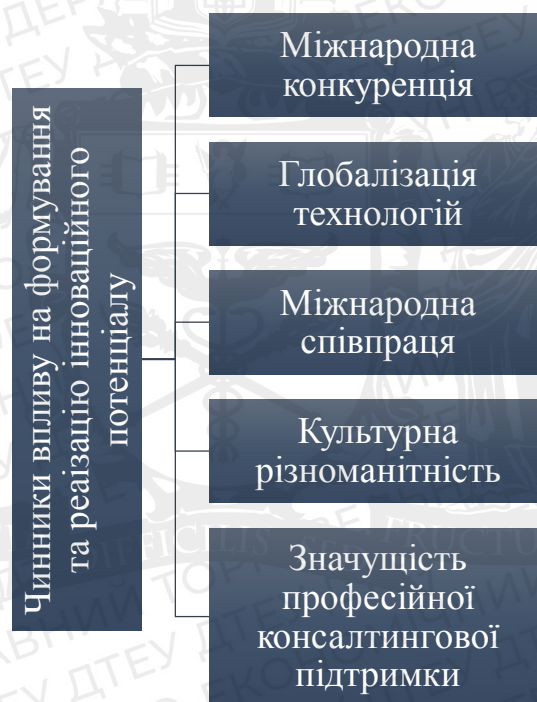 Чинники впливу на формування
та реаізацію інноваційного
потенціалу
Міжнародна
конкуренція
Глобалізація
технологій
Міжнародна
співпраця
Культурна
різноманітність
Значущість
професійної
консалтингової
підтримки